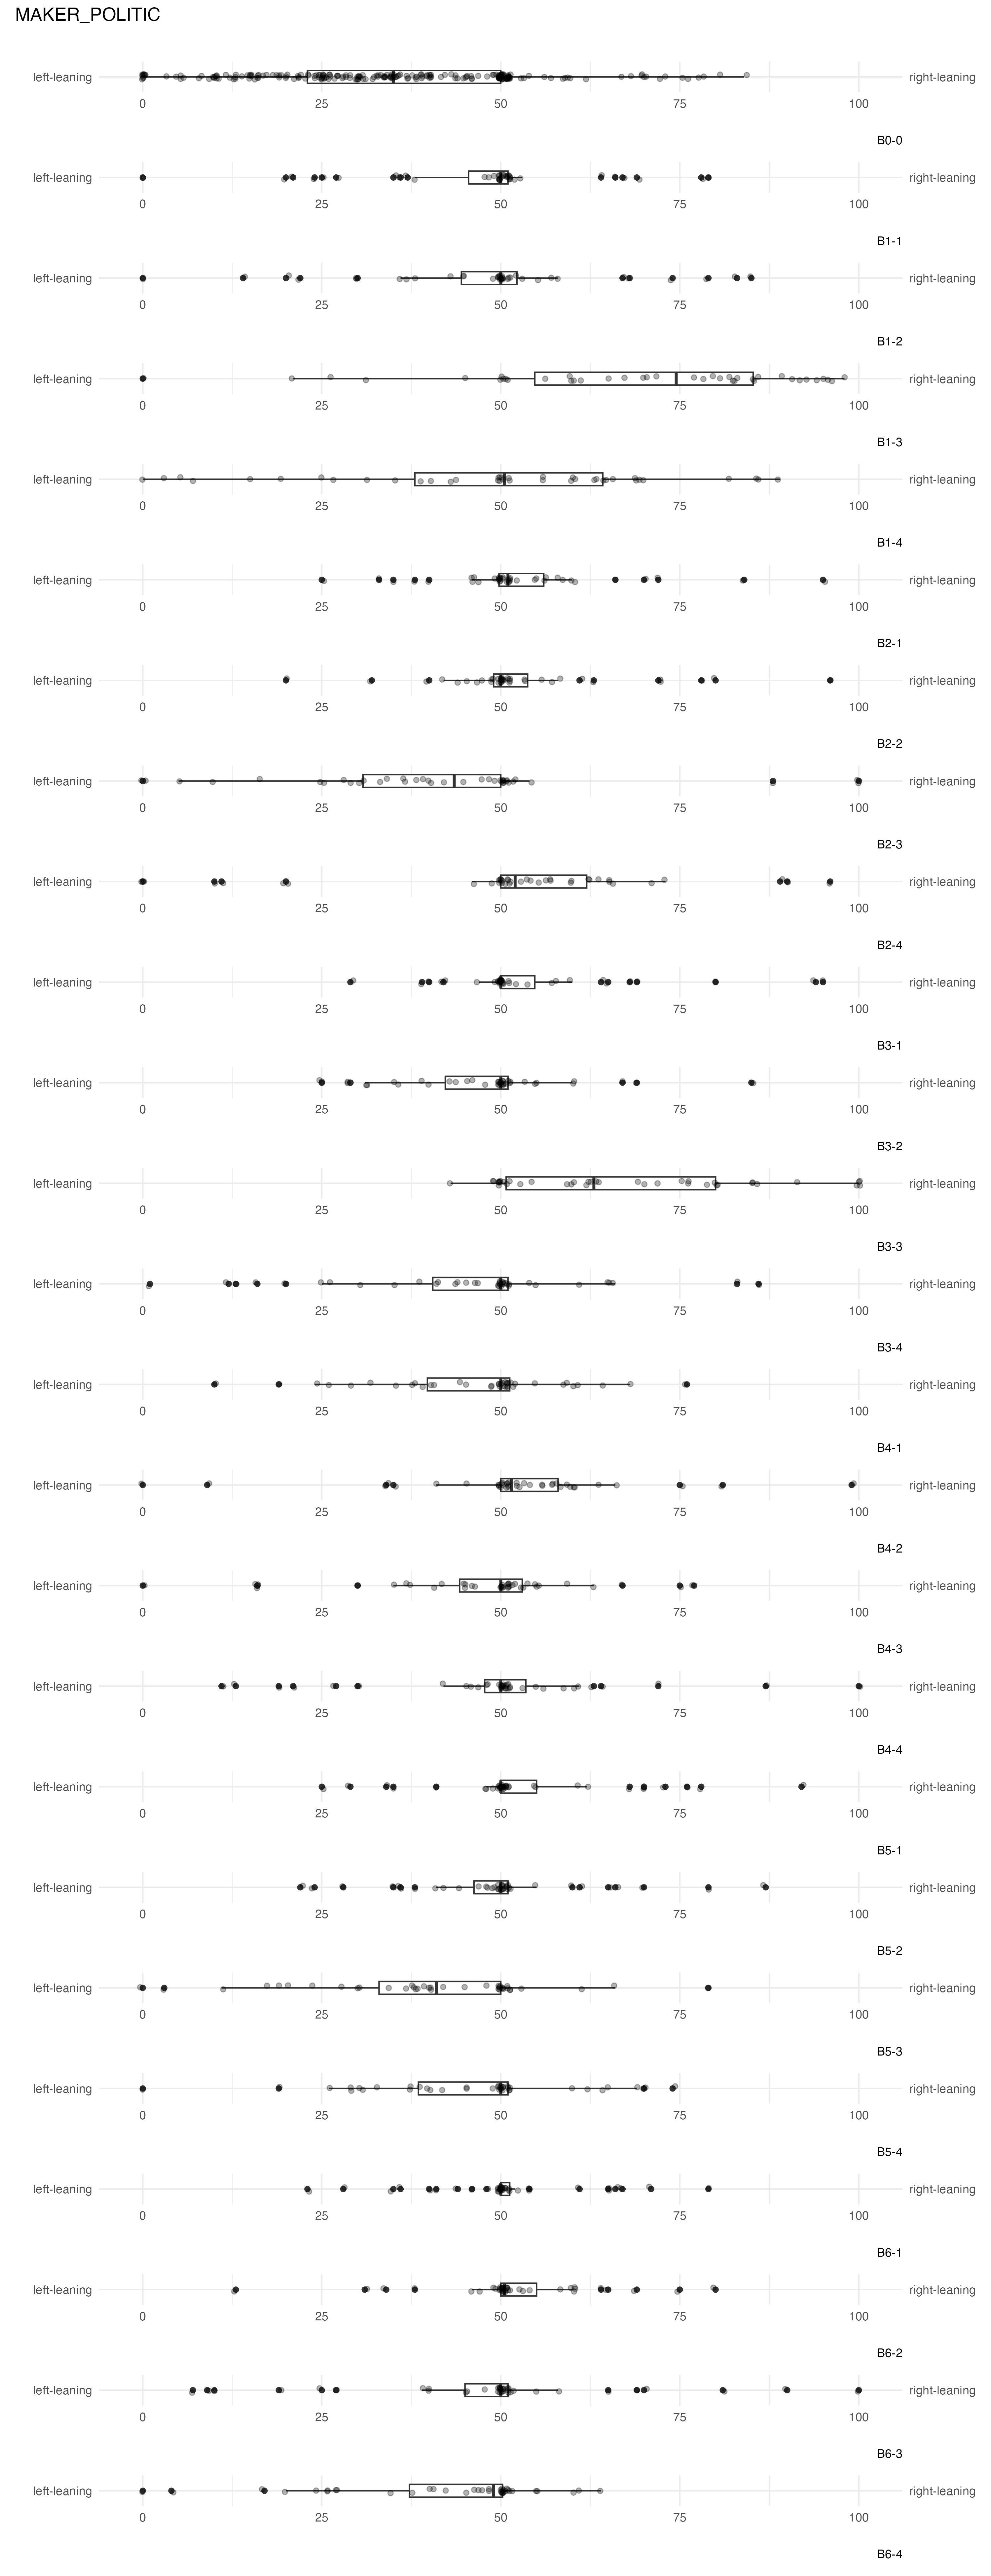 MAKER_POLITIC
left-leaning right-leaning
0 25 50 75 100
B0-0
left-leaning right-leaning
0 25 50 75 100
B1-1
left-leaning right-leaning
0 25 50 75 100
B1-2
left-leaning right-leaning
0 25 50 75 100
B1-3
left-leaning right-leaning
0 25 50 75 100
B1-4
left-leaning right-leaning
0 25 50 75 100
B2-1
left-leaning right-leaning
0 25 50 75 100
B2-2
left-leaning right-leaning
0 25 50 75 100
B2-3
left-leaning right-leaning
0 25 50 75 100
B2-4
left-leaning right-leaning
0 25 50 75 100
B3-1
left-leaning right-leaning
0 25 50 75 100
B3-2
left-leaning right-leaning
0 25 50 75 100
B3-3
left-leaning right-leaning
0 25 50 75 100
B3-4
left-leaning right-leaning
0 25 50 75 100
B4-1
left-leaning right-leaning
0 25 50 75 100
B4-2
left-leaning right-leaning
0 25 50 75 100
B4-3
left-leaning right-leaning
0 25 50 75 100
B4-4
left-leaning right-leaning
0 25 50 75 100
B5-1
left-leaning right-leaning
0 25 50 75 100
B5-2
left-leaning right-leaning
0 25 50 75 100
B5-3
left-leaning right-leaning
0 25 50 75 100
B5-4
left-leaning right-leaning
0 25 50 75 100
B6-1
left-leaning right-leaning
0 25 50 75 100
B6-2
left-leaning right-leaning
0 25 50 75 100
B6-3
left-leaning right-leaning
0 25 50 75 100
B6-4